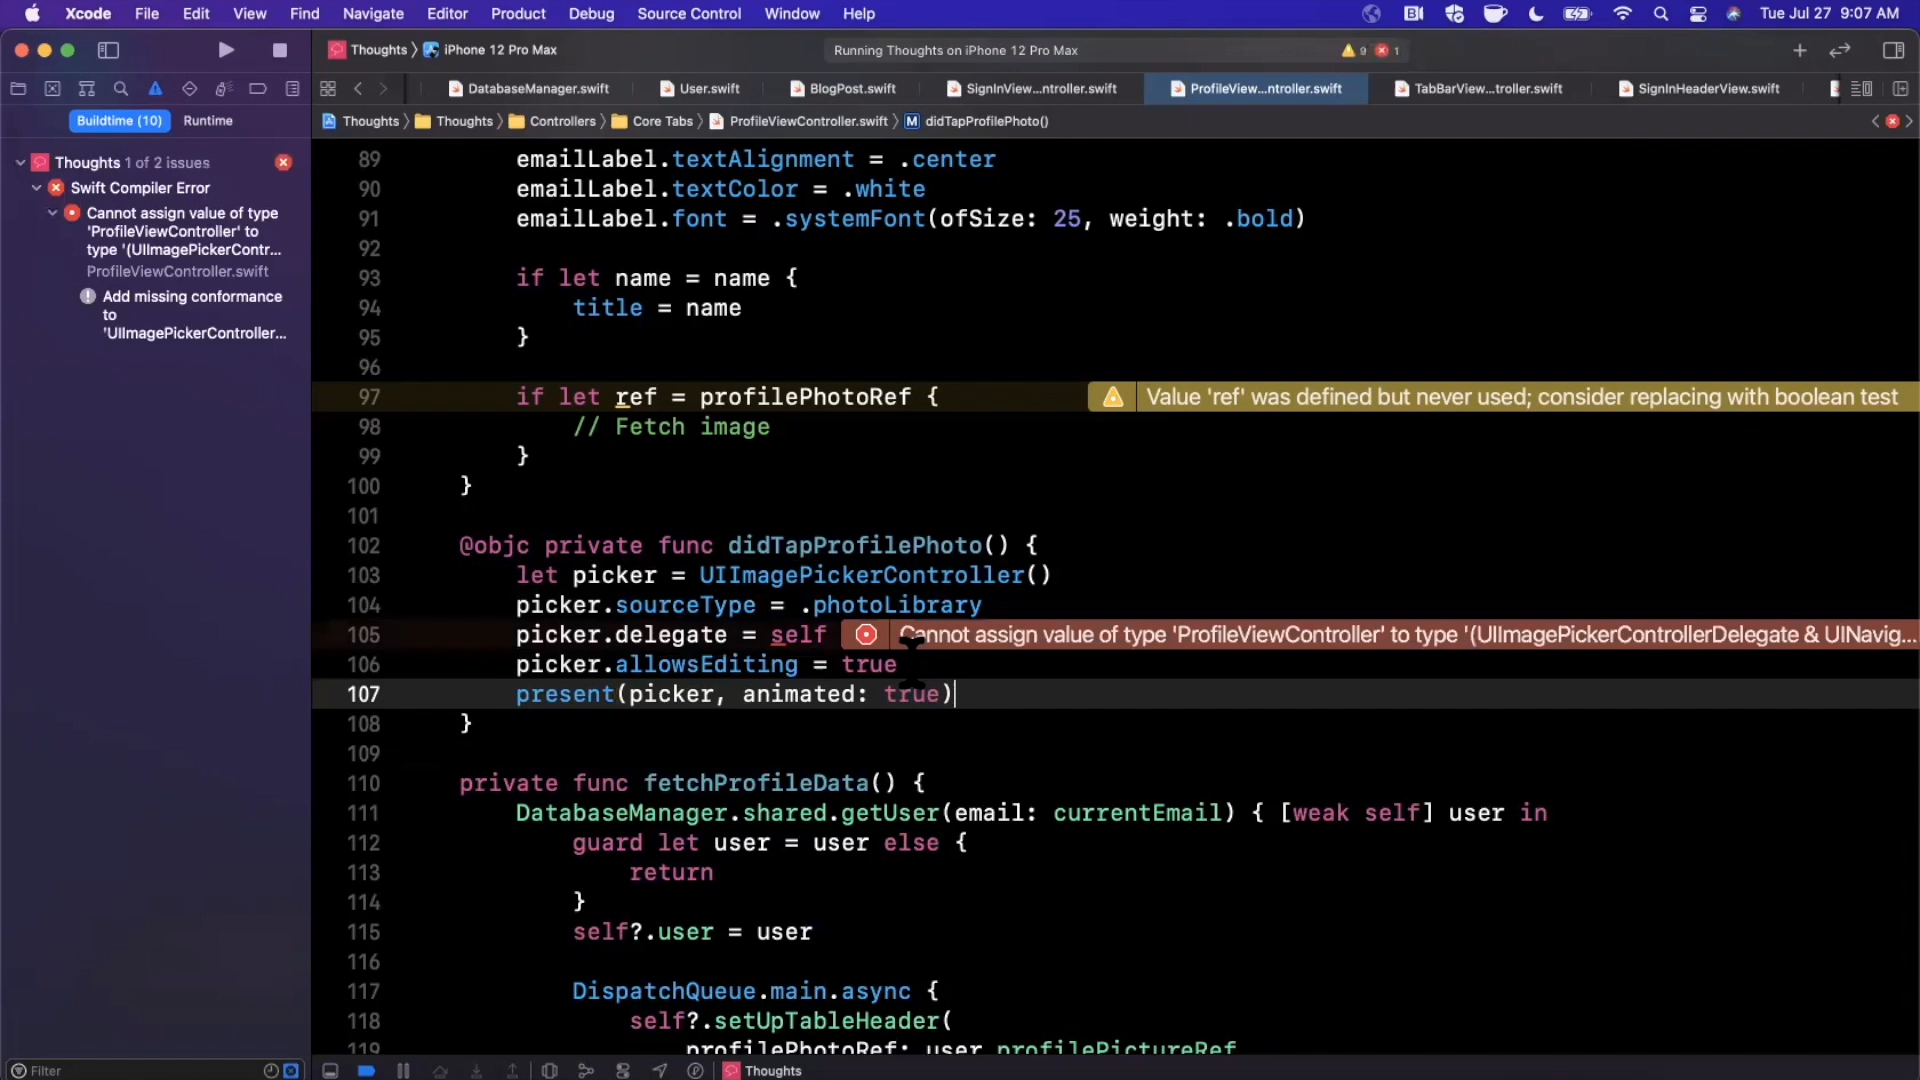 Xcode File Edit View Find Navigate Editor Product Debug Source Control Window Help Tue Jul 27 9:07 AM
Thoughts 〉 iPhone 12 Pro Max Running Thoughts on iPhone 12 Pro Max 9 1
DatabaseManager.swift User.swift BlogPost.swift SignInView...ntroller.swift ProfileView...ntroller.swift TabBarView...troller.swift SignInHeaderView.swift
Buildtime (10) Runtime
Thoughts 〉 Thoughts 〉 Controllers 〉 Core Tabs 〉 ProfileViewController.swift 〉 M didTapProfilePhoto()
Thoughts 1 of 2 issues
Swift Compiler Error
Cannot assign value of type
'ProfileViewController' to
type '(UIImagePickerContr...
ProfileViewController.swift
Add missing conformance
to
'UIImagePickerController...
89 emailLabel.textAlignment = .center
90 emailLabel.textColor = .white
91 emailLabel.font = .systemFont(ofSize: 25, weight: .bold)
92
93 if let name = name {
94 title = name
95 }
96
97 if let ref = profilePhotoRef { Value 'ref' was defined but never used; consider replacing with boolean test
98 // Fetch image
99 }
100 }
101
102 @objc private func didTapProfilePhoto() {
103 let picker = UIImagePickerController()
104 picker.sourceType = .photoLibrary
105 picker.delegate = self Cannot assign value of type 'ProfileViewController' to type '(UIImagePickerControllerDelegate & UINavig...
106 picker.allowsEditing = true
107 present(picker, animated: true)
108 }
109
110 private func fetchProfileData() {
111 DatabaseManager.shared.getUser(email: currentEmail) { [weak self] user in
112 guard let user = user else {
113 return
114 }
115 self?.user = user
116
117 DispatchQueue.main.async {
118 self?.setUpTableHeader(
119 profilePhotoRef: user.profilePictureRef
Filter Thoughts